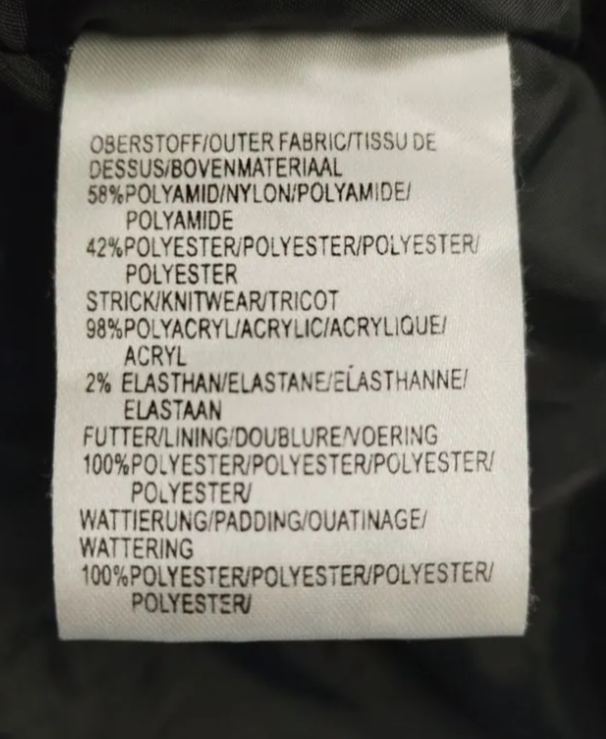 OBERSTOFF/OUTER FABRIC/TISSU DE
DESSUS/BOVENMATERIAAL
58%POLYAMID/NYLON/POLYAMIDE/
POLYAMIDE
42%POLYESTER/POLYESTER/POLYESTER/
POLYESTER
STRICK/KNITWEAR/TRICOT
98%POLYACRYL/ACRYLIC/ACRYLIQUE/
ACRYL
2% ELASTHAN/ELASTANE/ÉLASTHANNE/
ELASTAAN
FUTTER/LINING/DOUBLURE/VOERING
100%POLYESTER/POLYESTER/POLYESTER/
POLYESTER/
WATTIERUNG/PADDING/OUATINAGE/
WATTERING
100%POLYESTER/POLYESTER/POLYESTER/
POLYESTER/